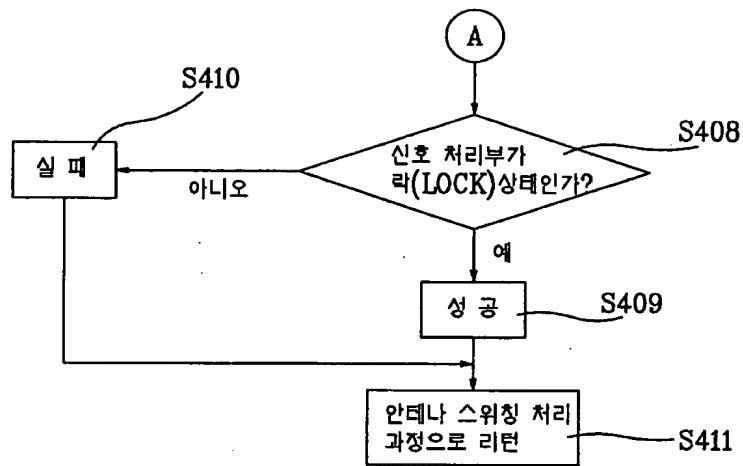 A
S410
S408
신호 처리부가
락(LOCK)상태인가?
실 패
아니오
예
성 공
S409
안테나 스위칭 처리
과정으로 리턴
S411